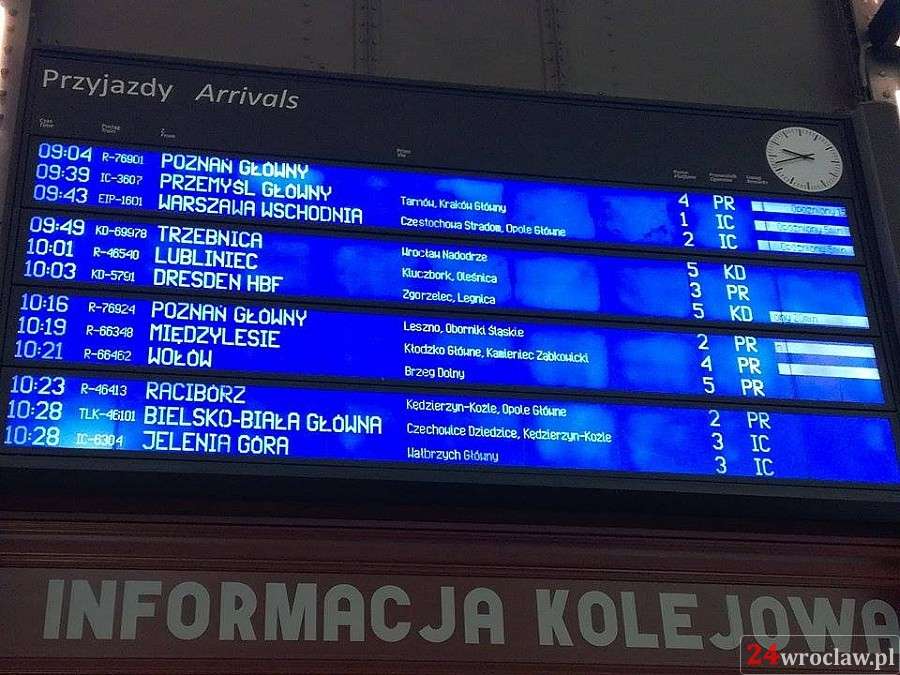 Przyjazdy Arrivals
09:04 R-76901 POZNAŃ GŁÓWNY 4 PR
09:39 IC-3607 PRZEMYŚL GŁÓWNY Tarnów, Kraków Główny 1 IC
09:43 EIP-1601 WARSZAWA WSCHODNIA Częstochowa Stradom, Opole Główne 2 IC
09:49 KD-69978 TRZEBNICA Wrocław Nadodrze 5 KD
10:01 R-46540 LUBLINIEC Kluczbork, Oleśnica 3 PR
10:03 KD-5791 DRESDEN HBF Zgorzelec, Legnica 5 KD
10:16 R-76924 POZNAŃ GŁÓWNY Leszno, Oborniki Śląskie 2 PR
10:19 R-66348 MIĘDZYLESIE Kłodzko Główne, Kamieniec Ząbkowicki 4 PR
10:21 R-66462 WOŁÓW Brzeg Dolny 5 PR
10:23 R-46413 RACIBÓRZ Kędzierzyn-Koźle, Opole Główne 2 PR
10:28 TLK-46101 BIELSKO-BIAŁA GŁÓWNA Czechowice Dziedzice, Kędzierzyn-Koźle 3 IC
10:28 IC-6304 JELENIA GÓRA Wałbrzych Główny 3 IC
INFORMACJA KOLEJOWA
24wroclaw.pl